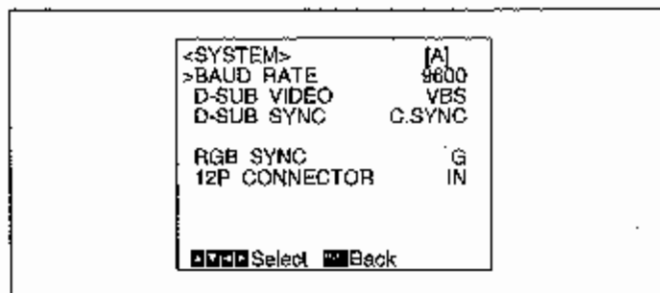 <SYSTEM> [A]
>BAUD RATE 9600
D-SUB VIDEO VBS
D-SUB SYNC C.SYNC
RGB SYNC G
12P CONNECTOR IN
▲▼◄► Select Back